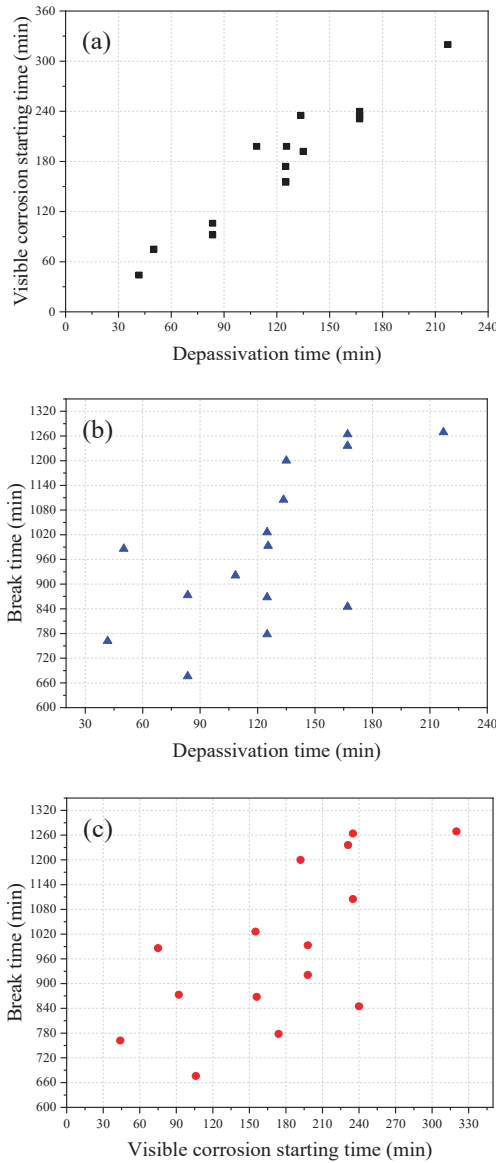 (a)
Visible corrosion starting time (min)
360
300
240
180
120
60
0
0 30 60 90 120 150 180 210 240
Depassivation time (min)
(b)
Break time (min)
1320
1260
1200
1140
1080
1020
960
900
840
780
720
660
600
30 60 90 120 150 180 210 240
Depassivation time (min)
(c)
Break time (min)
1320
1260
1200
1140
1080
1020
960
900
840
780
720
660
600
0 30 60 90 120 150 180 210 240 270 300 330
Visible corrosion starting time (min)